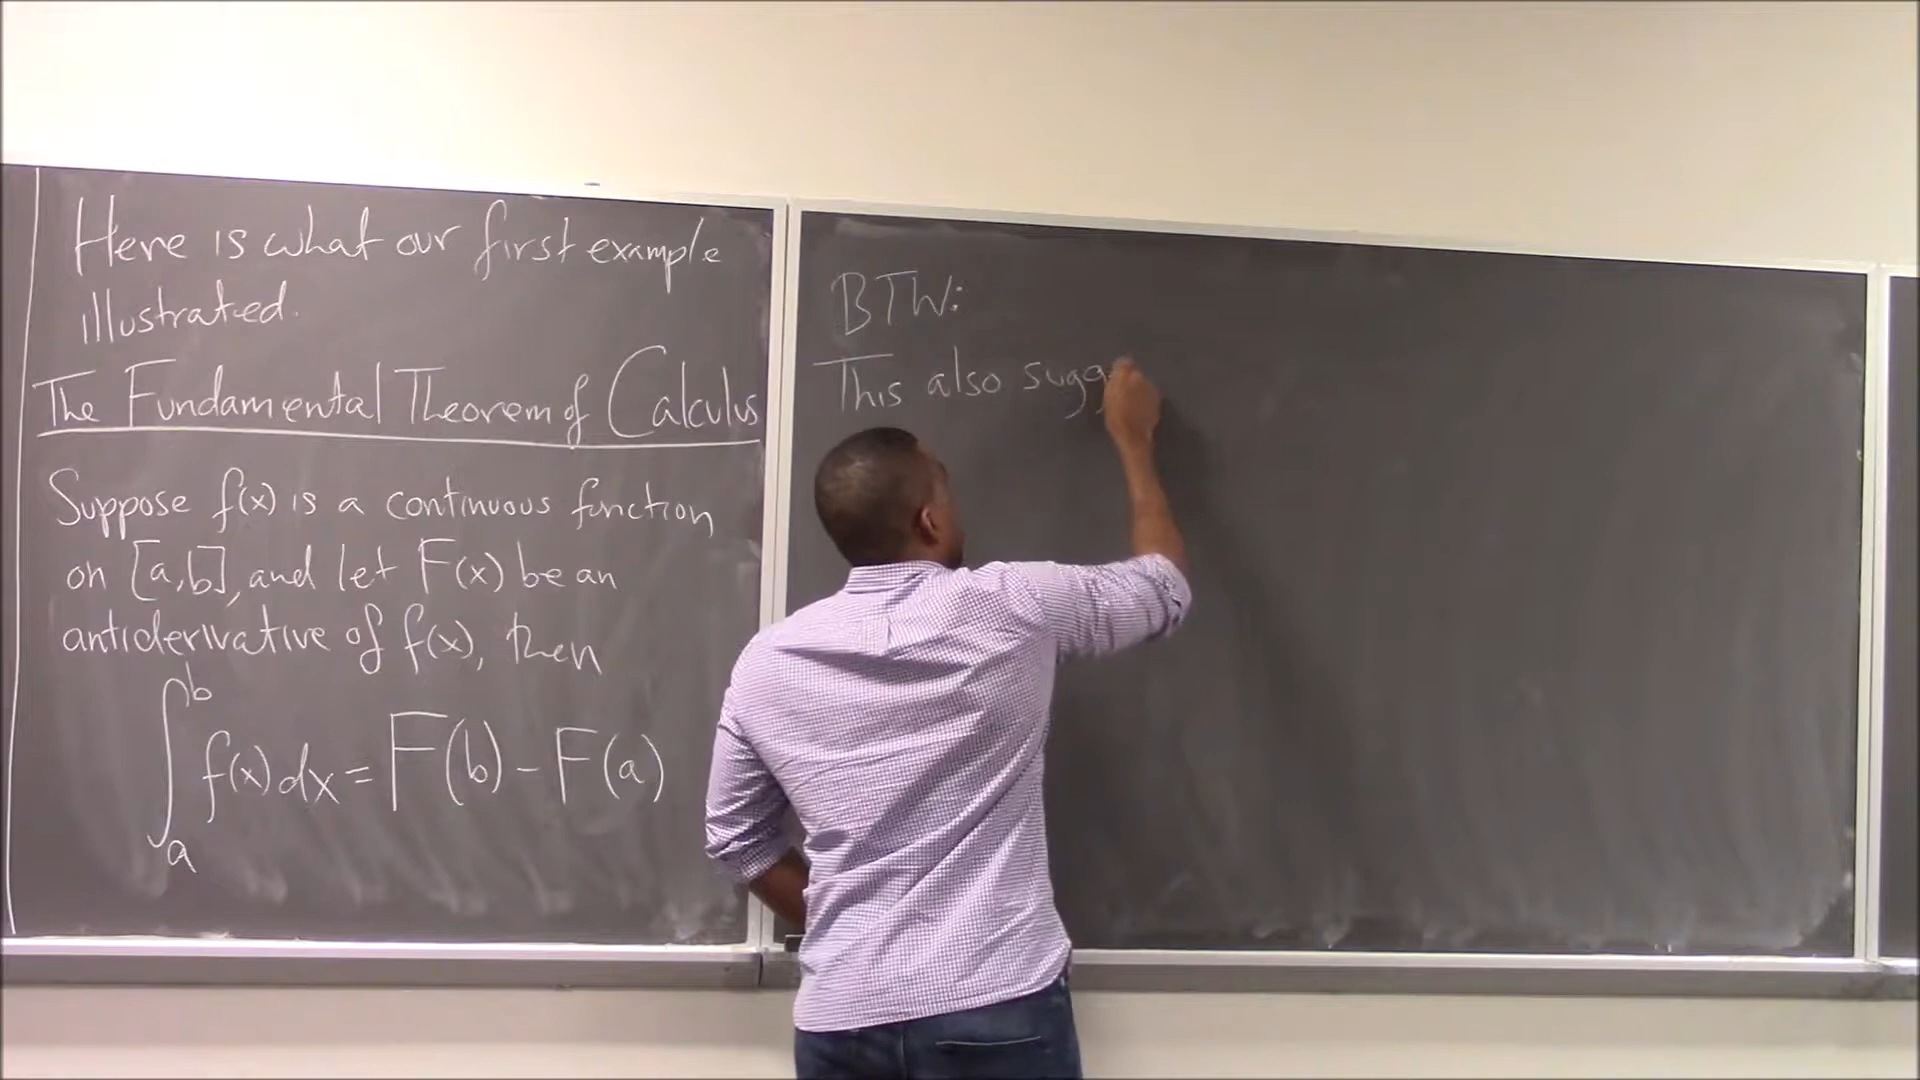 Here is what our first example
illustrated.
The Fundamental Theorem of Calculus
Suppose f(x) is a continuous function
on [a,b], and let F(x) be an
antiderivative of f(x), then
∫_a^b f(x) dx = F(b) - F(a)
BTW:
This also sugg